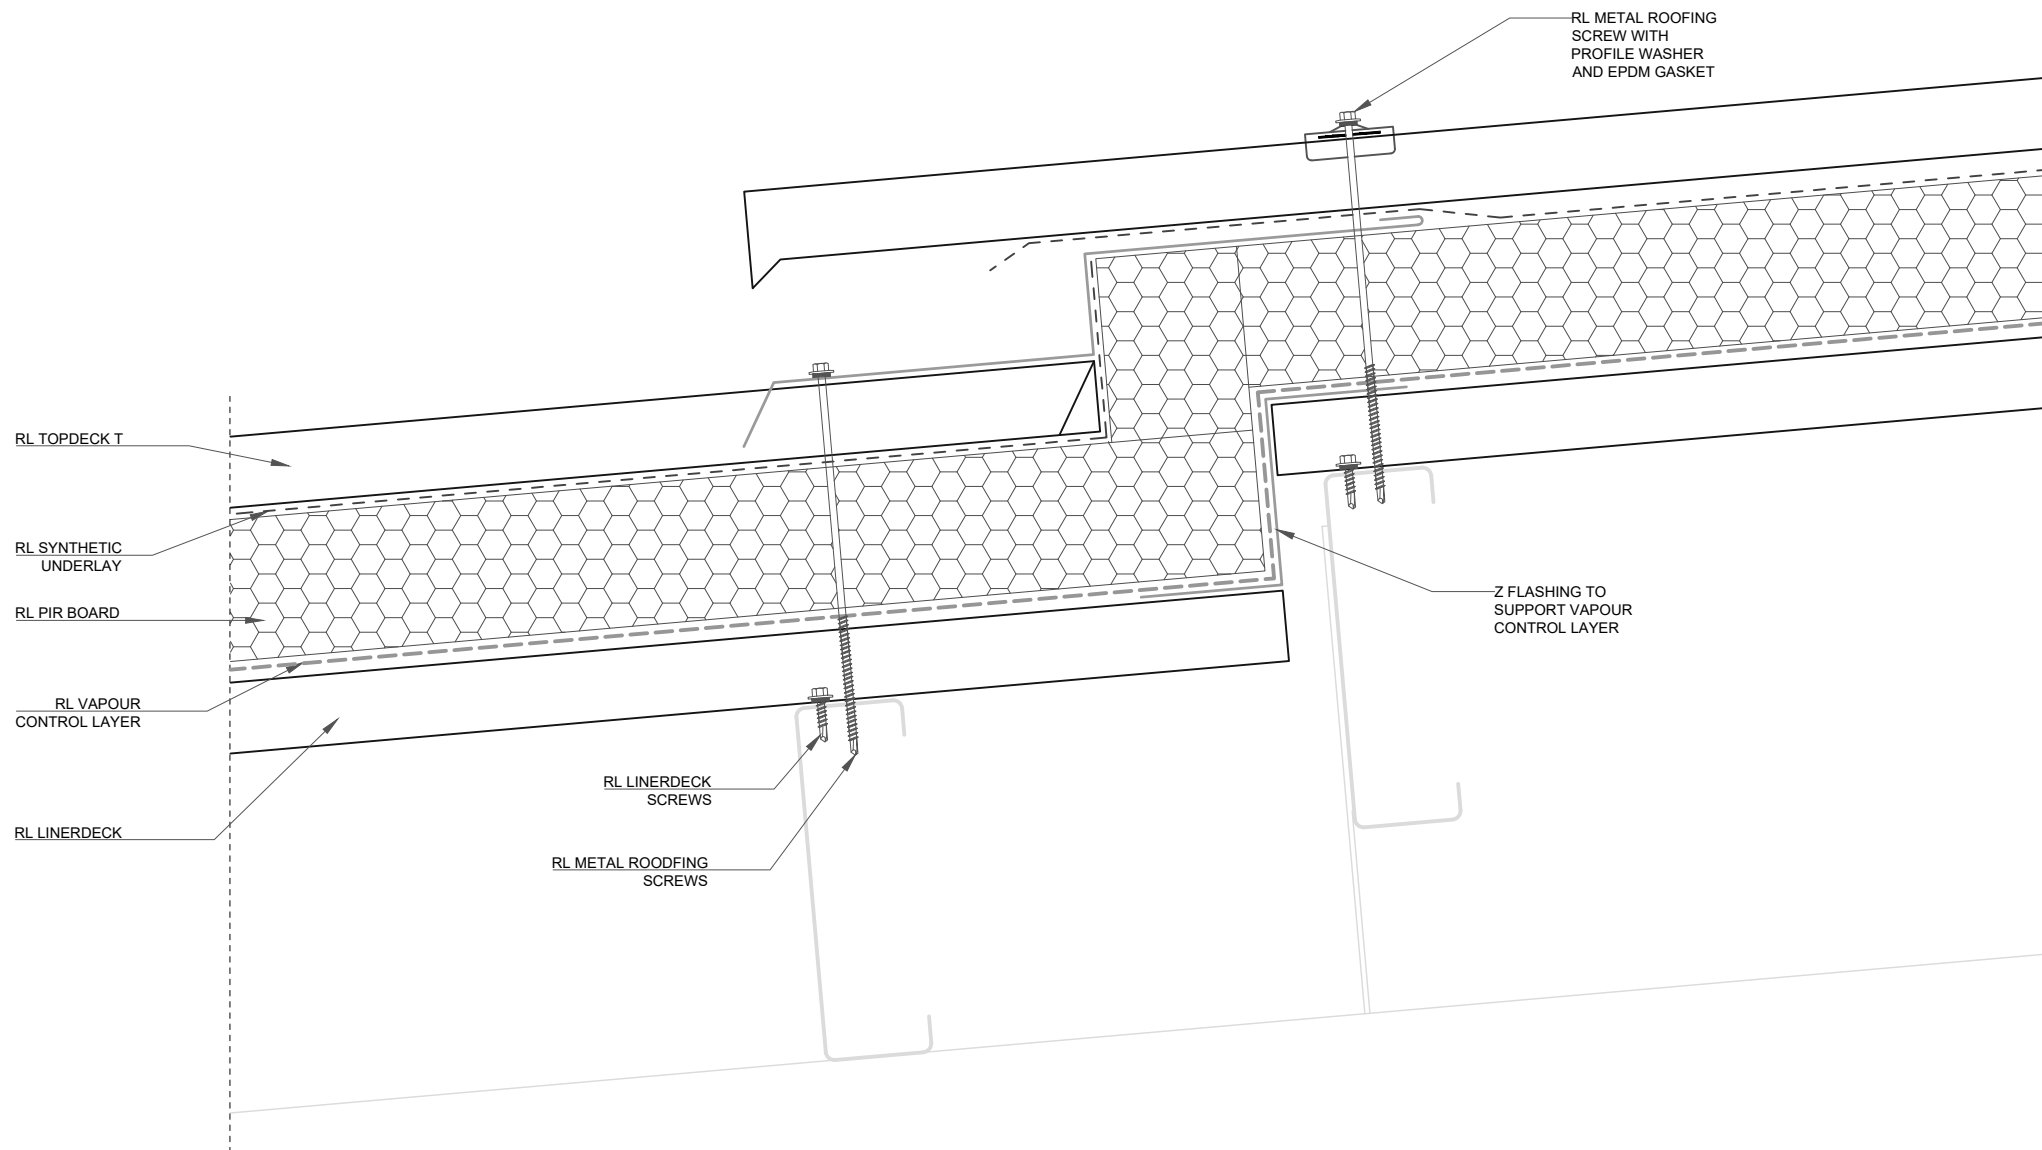 RL METAL ROOFING
SCREW WITH
PROFILE WASHER
AND EPDM GASKET
RL TOPDECK T
RL SYNTHETIC
UNDERLAY
RL PIR BOARD
RL VAPOUR
CONTROL LAYER
RL LINERDECK
RL LINERDECK
SCREWS
RL METAL ROODFING
SCREWS
Z FLASHING TO
SUPPORT VAPOUR
CONTROL LAYER